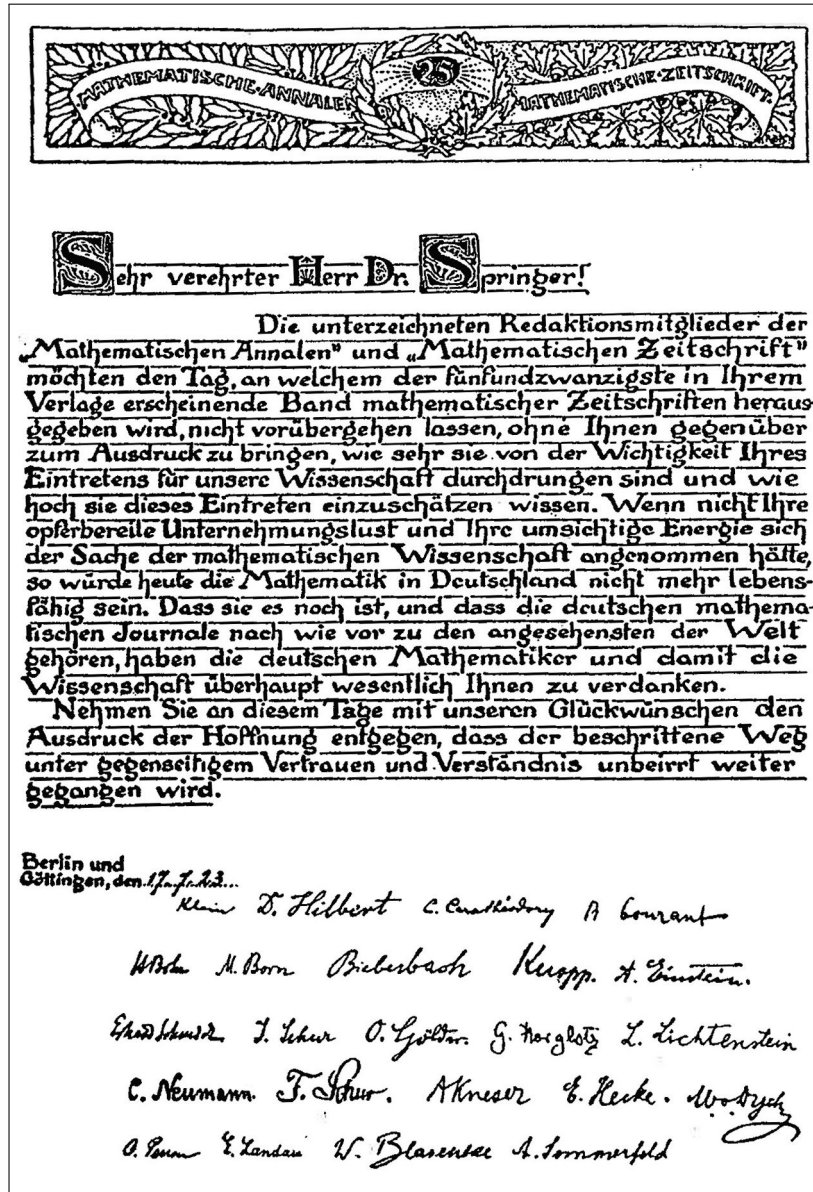 ·MATHEMATISCHE·ANNALEN 25 MATHEMATISCHE·ZEITSCHRIFT·
Sehr verehrter Herr Dr. Springer!
Die unterzeichneten Redaktionsmitglieder der
„Mathematischen Annalen" und „Mathematischen Zeitschrift"
möchten den Tag, an welchem der fünfundzwanzigste in Ihrem
Verlage erscheinende Band mathematischer Zeitschriften heraus-
gegeben wird, nicht vorübergehen lassen, ohne Ihnen gegenüber
zum Ausdruck zu bringen, wie sehr sie von der Wichtigkeit Ihres
Eintretens für unsere Wissenschaft durchdrungen sind und wie
hoch sie dieses Eintreten einzuschätzen wissen. Wenn nicht Ihre
opferbereite Unternehmungslust und Ihre umsichtige Energie sich
der Sache der mathematischen Wissenschaft angenommen hätte,
so würde heute die Mathematik in Deutschland nicht mehr lebens-
fähig sein. Dass sie es noch ist, und dass die deutschen mathema-
tischen Journale nach wie vor zu den angesehensten der Welt
gehören, haben die deutschen Mathematiker und damit die
Wissenschaft überhaupt wesentlich Ihnen zu verdanken.
Nehmen Sie an diesem Tage mit unseren Glückwünschen den
Ausdruck der Hoffnung entgegen, dass der beschrittene Weg
unter gegenseitigem Vertrauen und Verständnis unbeirrt weiter
gegangen wird.
Berlin und
Göttingen, den 17.7.23...
Klein D. Hilbert C. Carathéodory R Courant
H Bohr M. Born Bieberbach Knopp. A. Einstein.
Erhard Schmidt I. Schur O. Hölder. G. Herglotz L. Lichtenstein
C. Neumann. F. Schur. A Kneser E. Hecke. W. v. Dyck
O. Perron E. Landau W. Blaschke A. Sommerfeld